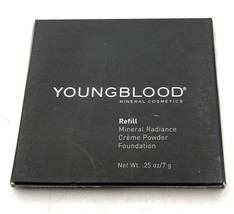 YOUNGBLOOD®
MINERAL COSMETICS
Refill
Mineral Radiance
Crème Powder
Foundation
Net Wt. .25 oz/7 g